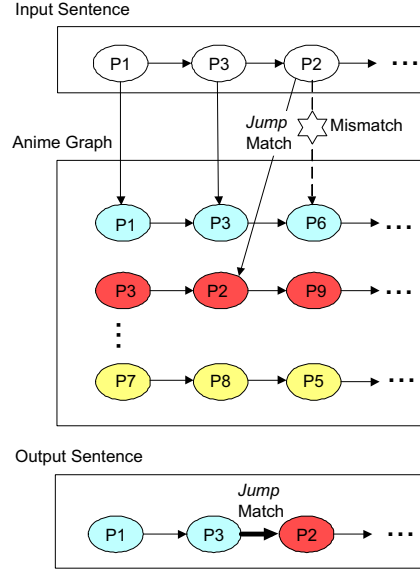 Input Sentence
P1 P3 P2 ...
Jump
Match
Mismatch
Anime Graph
P1 P3 P6 ...
P3 P2 P9 ...
...
P7 P8 P5 ...
Output Sentence
Jump
Match
P1 P3 P2 ...